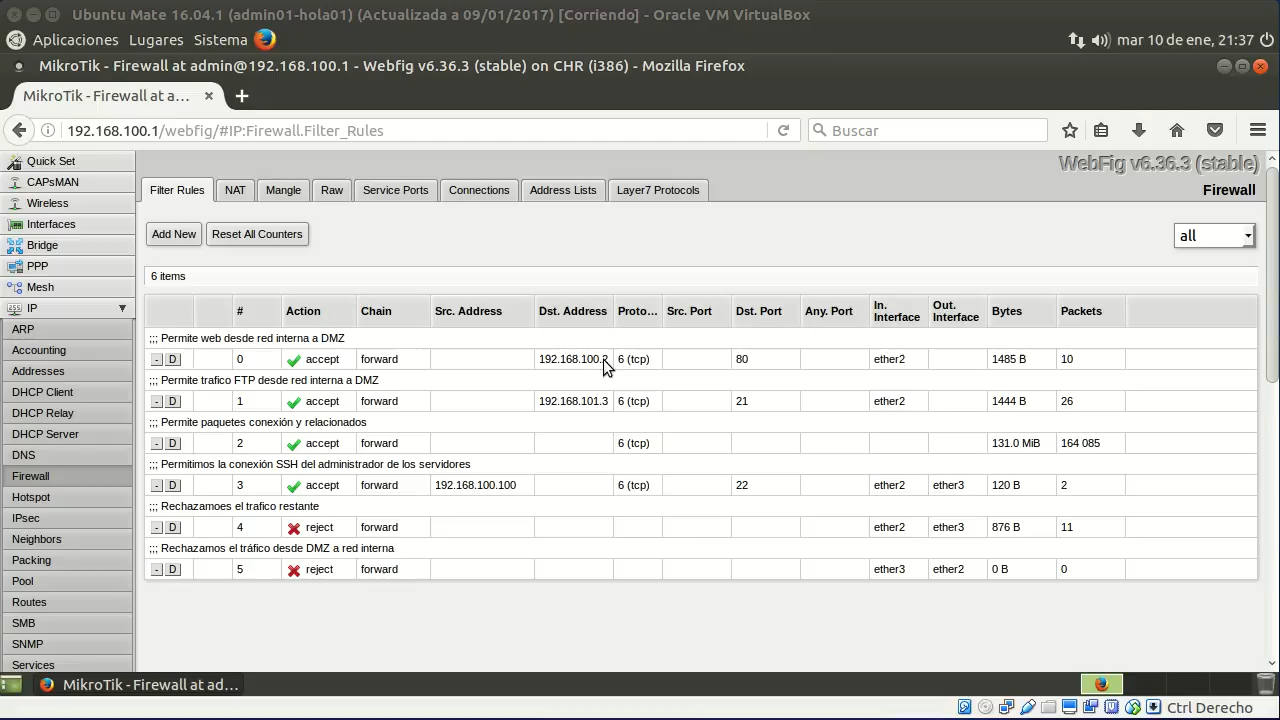 Ubuntu Mate 16.04.1 (admin01-hola01) (Actualizada a 09/01/2017) [Corriendo] - Oracle VM VirtualBox
Aplicaciones Lugares Sistema mar 10 de ene, 21:37
MikroTik - Firewall at admin@192.168.100.1 - Webfig v6.36.3 (stable) on CHR (i386) - Mozilla Firefox
MikroTik - Firewall at a... × +
192.168.100.1/webfig/#IP:Firewall.Filter_Rules Buscar
WebFig v6.36.3 (stable)
Quick Set
CAPsMAN
Wireless
Interfaces
Bridge
PPP
Mesh
IP
ARP
Accounting
Addresses
DHCP Client
DHCP Relay
DHCP Server
DNS
Firewall
Hotspot
IPsec
Neighbors
Packing
Pool
Routes
SMB
SNMP
Services
Filter Rules NAT Mangle Raw Service Ports Connections Address Lists Layer7 Protocols Firewall
Add New Reset All Counters all
6 items
# Action Chain Src. Address Dst. Address Proto... Src. Port Dst. Port Any. Port In. Interface Out. Interface Bytes Packets
;;; Permite web desde red interna a DMZ
- D 0 accept forward 6 (tcp) 80 ether2 1485 B 10
;;; Permite trafico FTP desde red interna a DMZ
- D 1 accept forward 192.168.101.3 6 (tcp) 21 ether2 1444 B 26
;;; Permite paquetes conexión y relacionados
- D 2 accept forward 6 (tcp) 131.0 MiB 164 085
;;; Permitimos la conexión SSH del administrador de los servidores
- D 3 accept forward 192.168.100.100 6 (tcp) 22 ether2 ether3 120 B 2
;;; Rechazamoes el trafico restante
- D 4 reject forward ether2 ether3 876 B 11
;;; Rechazamos el tráfico desde DMZ a red interna
- D 5 reject forward ether3 ether2 0 B 0
MikroTik - Firewall at ad...
Ctrl Derecho